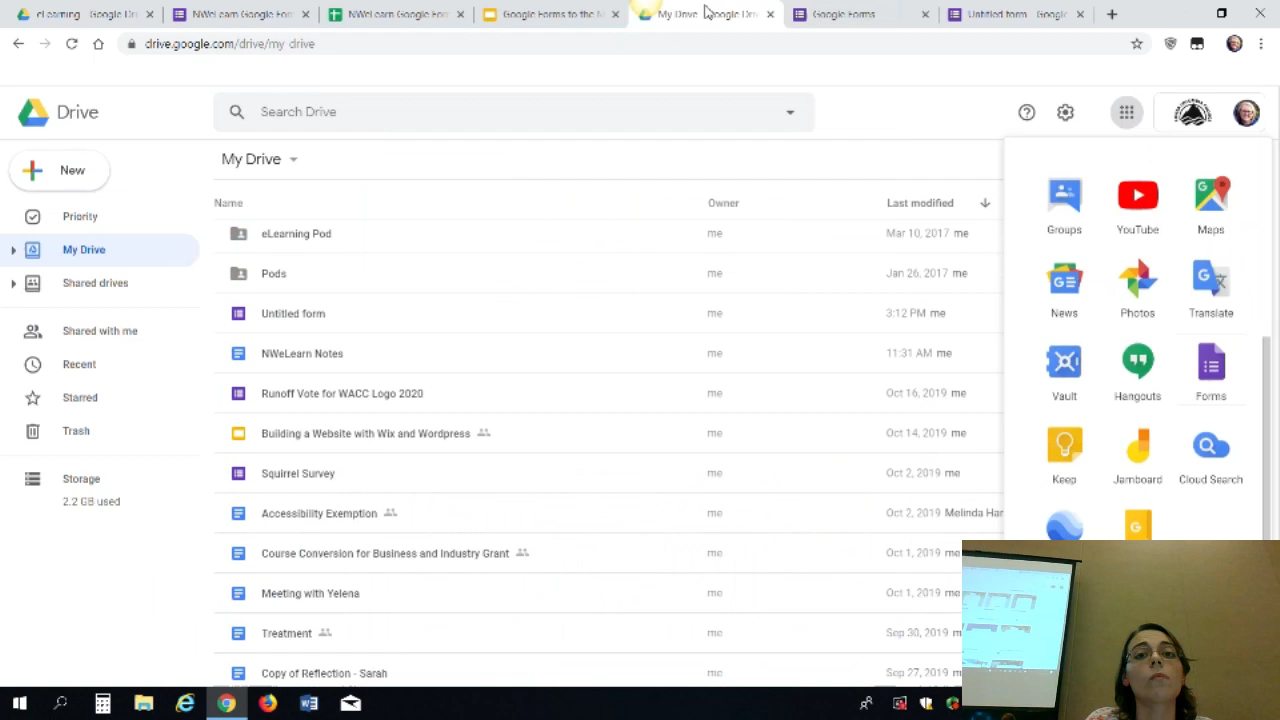 eLearning - Google Dri
NWeLearn Google Form
NWeLearn Google Form
Google Forms to the N
My Drive - Google Driv
Google Forms
Untitled form - Google
drive.google.com/drive/my-drive
Drive
Search Drive
New
My Drive
Name
Owner
Last modified
Priority
My Drive
Shared drives
Shared with me
Recent
Starred
Trash
Storage
2.2 GB used
eLearning Pod me Mar 10, 2017 me
Pods me Jan 26, 2017 me
Untitled form me 3:12 PM me
NWeLearn Notes me 11:31 AM me
Runoff Vote for WACC Logo 2020 me Oct 16, 2019 me
Building a Website with Wix and Wordpress me Oct 14, 2019 me
Squirrel Survey me Oct 2, 2019 me
Accessibility Exemption me Oct 2, 2019 Melinda Har
Course Conversion for Business and Industry Grant me Oct 1, 2019 me
Meeting with Yelena me Oct 1, 2019 me
Treatment me Sep 30, 2019 m
Copy of Reflection - Sarah me Sep 27, 2019 m
Groups YouTube Maps
News Photos Translate
Vault Hangouts Forms
Keep Jamboard Cloud Search